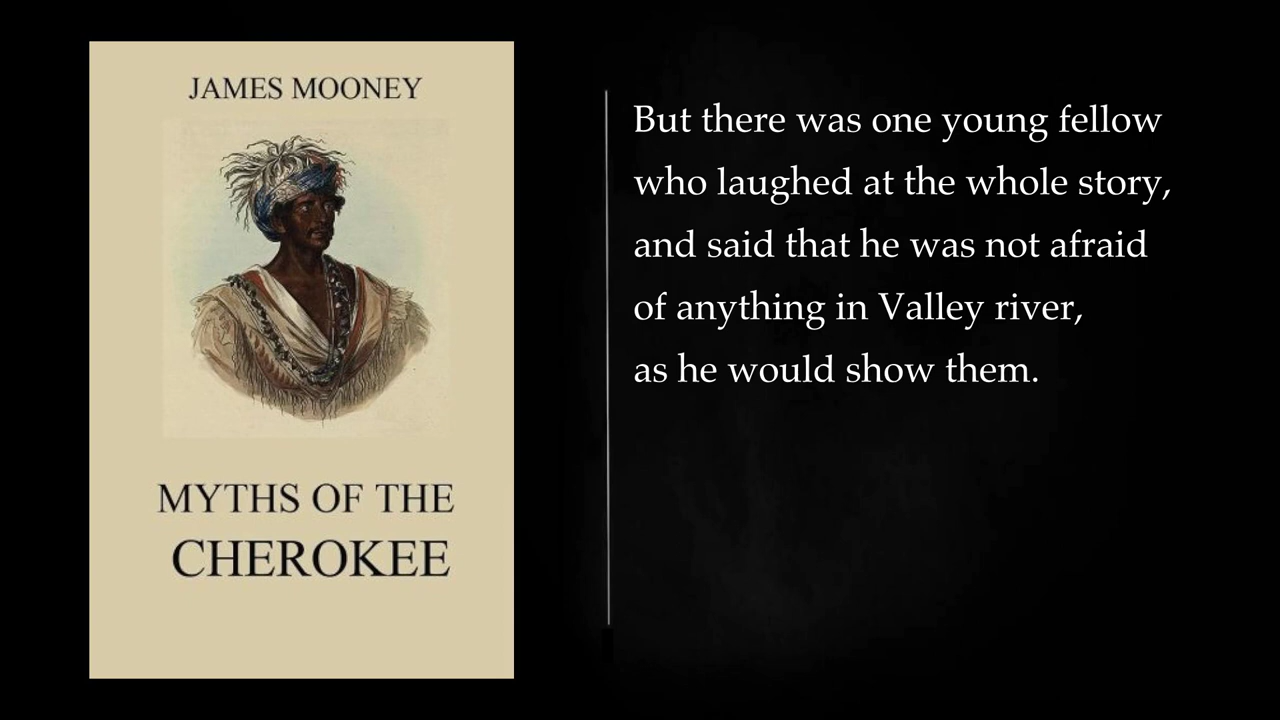 JAMES MOONEY
MYTHS OF THE
CHEROKEE
But there was one young fellow
who laughed at the whole story,
and said that he was not afraid
of anything in Valley river,
as he would show them.